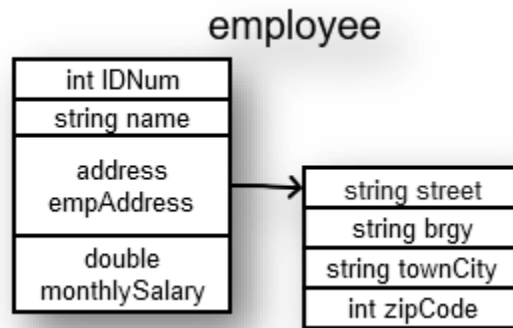 employee
int IDNum
string name
address
empAddress
double
monthlySalary
string street
string brgy
string townCity
int zipCode